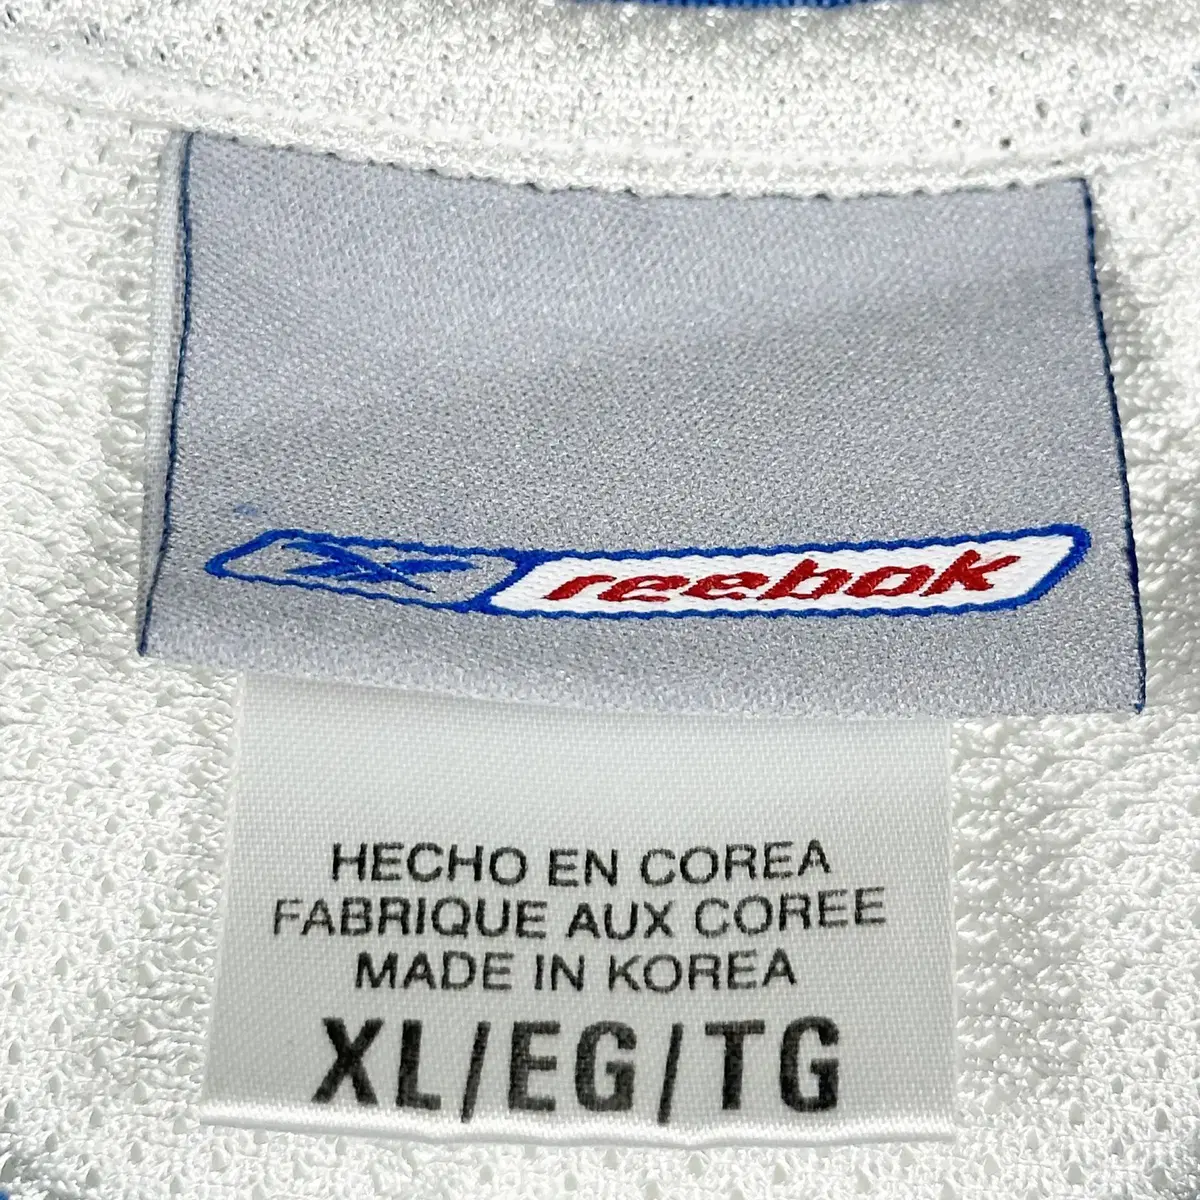 reebok
HECHO EN COREA
FABRIQUE AUX COREE
MADE IN KOREA
XL/EG/TG